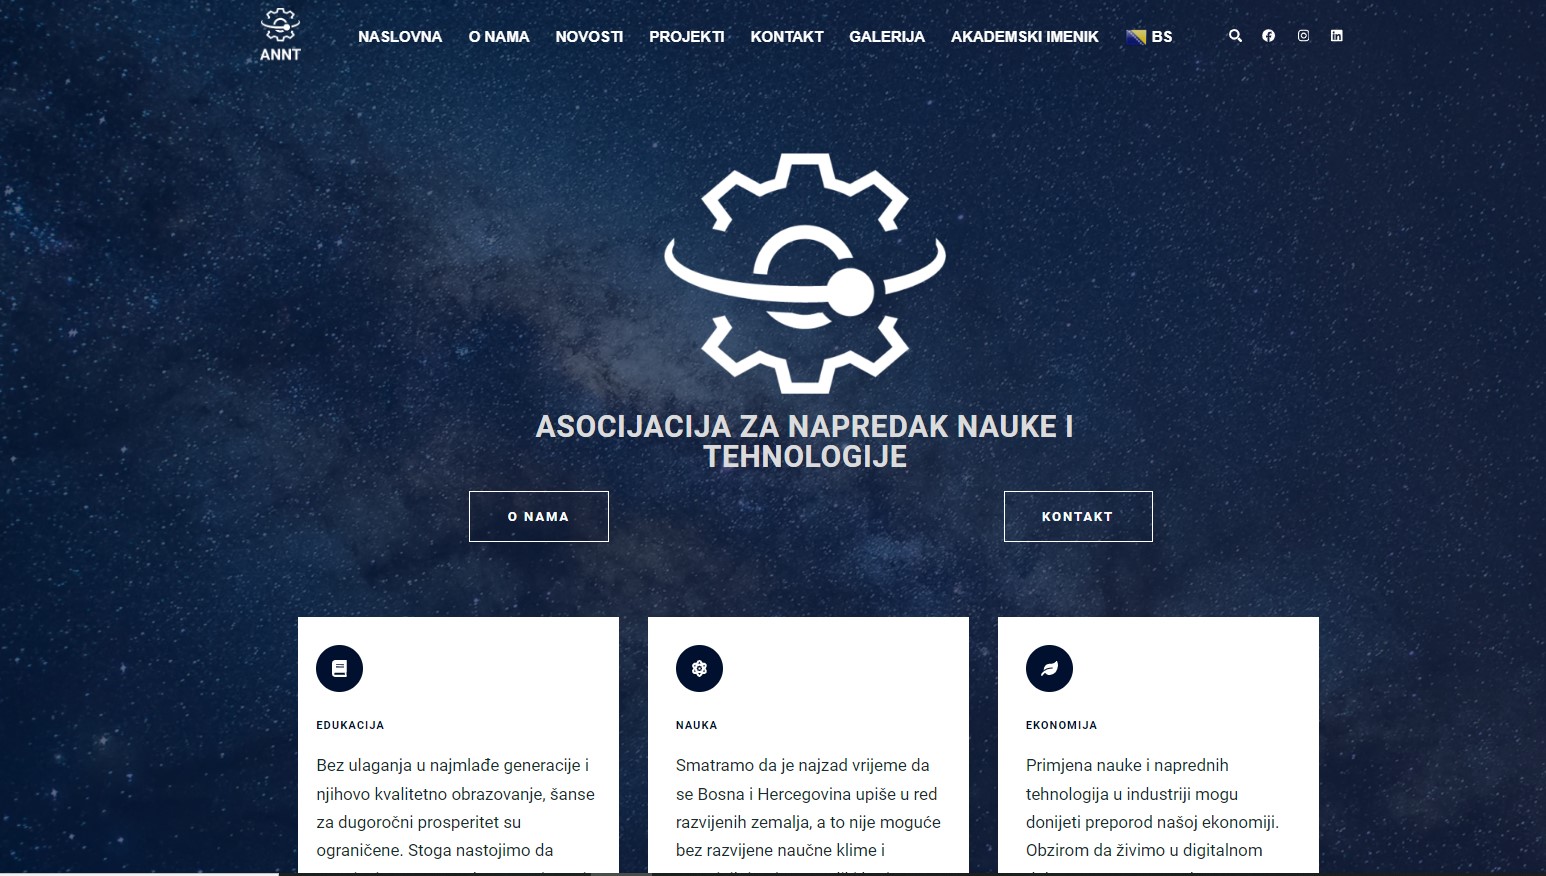 ANNT
NASLOVNA O NAMA NOVOSTI PROJEKTI KONTAKT GALERIJA AKADEMSKI IMENIK BS
ASOCIJACIJA ZA NAPREDAK NAUKE I
TEHNOLOGIJE
O NAMA
KONTAKT
EDUKACIJA
Bez ulaganja u najmlađe generacije i
njihovo kvalitetno obrazovanje, šanse
za dugoročni prosperitet su
ograničene. Stoga nastojimo da
NAUKA
Smatramo da je najzad vrijeme da
se Bosna i Hercegovina upiše u red
razvijenih zemalja, a to nije moguće
bez razvijene naučne klime i
EKONOMIJA
Primjena nauke i naprednih
tehnologija u industriji mogu
donijeti preporod našoj ekonomiji.
Obzirom da živimo u digitalnom